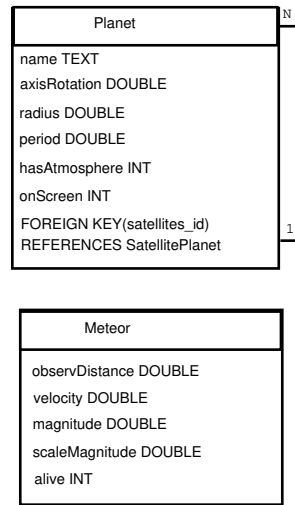 Planet
N
name TEXT
axisRotation DOUBLE
radius DOUBLE
period DOUBLE
hasAtmosphere INT
onScreen INT
FOREIGN KEY(satellites_id)
REFERENCES SatellitePlanet
1
Meteor
observDistance DOUBLE
velocity DOUBLE
magnitude DOUBLE
scaleMagnitude DOUBLE
alive INT